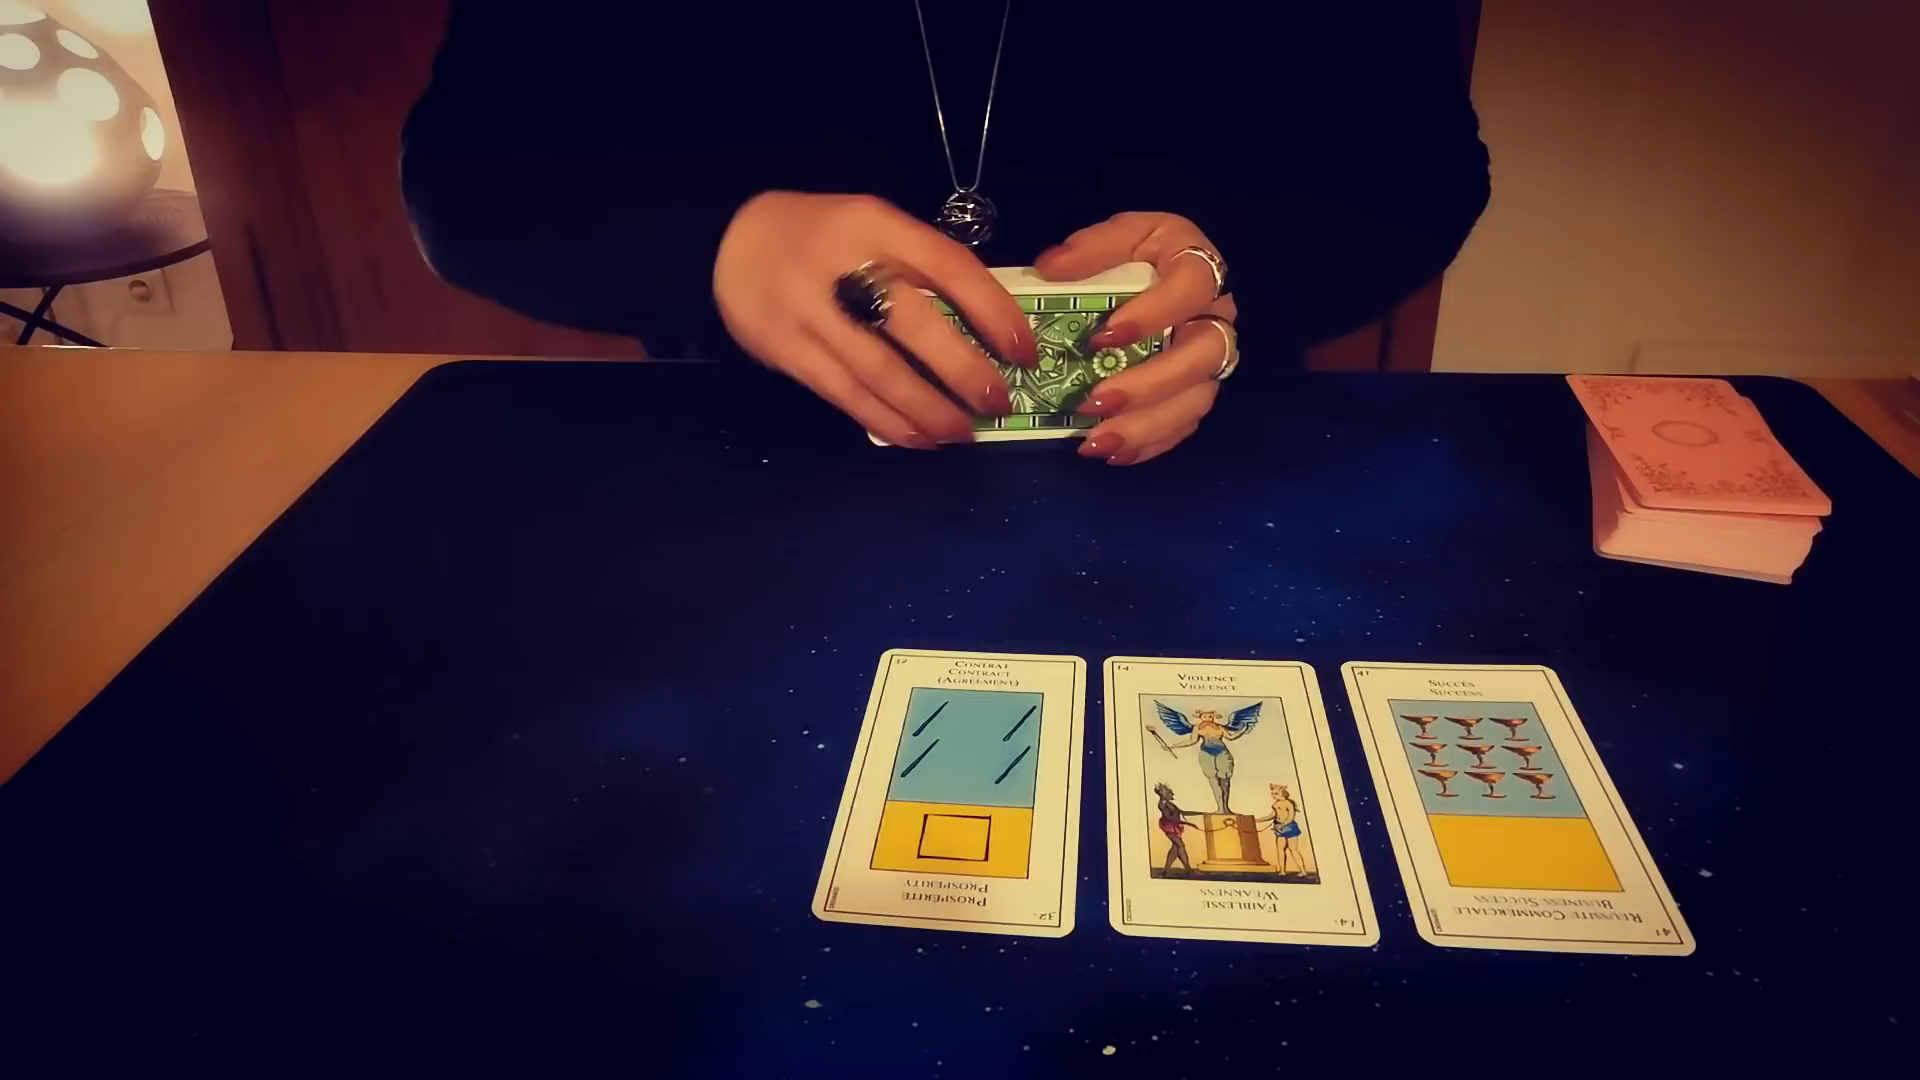 32
CONTRAT
CONTRACT
(AGREEMENT)
PROSPERITY
PROSPÉRITÉ
32.
14.
VIOLENCE
VIOLENCE
WEAKNESS
FAIBLESSE
14.
41
SUCCÈS
SUCCESS
BUSINESS SUCCESS
RÉUSSITE COMMERCIALE
41